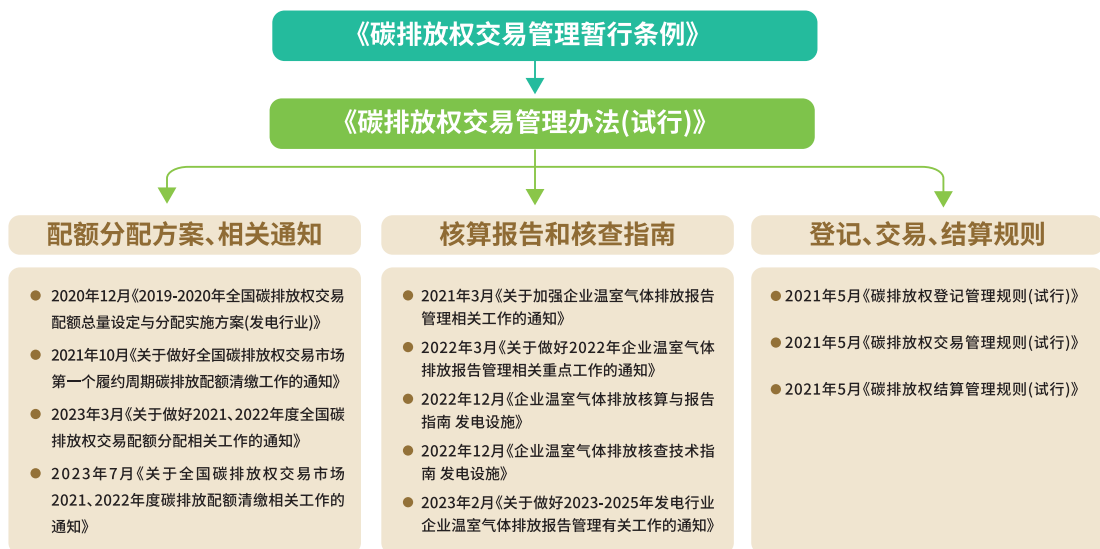 《碳排放权交易管理暂行条例》
《碳排放权交易管理办法(试行)》
配额分配方案、相关通知
2020年12月《2019-2020年全国碳排放权交易
配额总量设定与分配实施方案(发电行业)》
2021年10月《关于做好全国碳排放权交易市场
第一个履约周期碳排放配额清缴工作的通知》
2023年3月《关于做好2021、2022年度全国碳
排放权交易配额分配相关工作的通知》
2023年7月《关于全国碳排放权交易市场
2021、2022年度碳排放配额清缴相关工作的
通知》
核算报告和核查指南
2021年3月《关于加强企业温室气体排放报告
管理相关工作的通知》
2022年3月《关于做好2022年企业温室气体
排放报告管理相关重点工作的通知》
2022年12月《企业温室气体排放核算与报告
指南 发电设施》
2022年12月《企业温室气体排放核查技术指
南 发电设施》
2023年2月《关于做好2023-2025年发电行业
企业温室气体排放报告管理有关工作的通知》
登记、交易、结算规则
2021年5月《碳排放权登记管理规则(试行)》
2021年5月《碳排放权交易管理规则(试行)》
2021年5月《碳排放权结算管理规则(试行)》